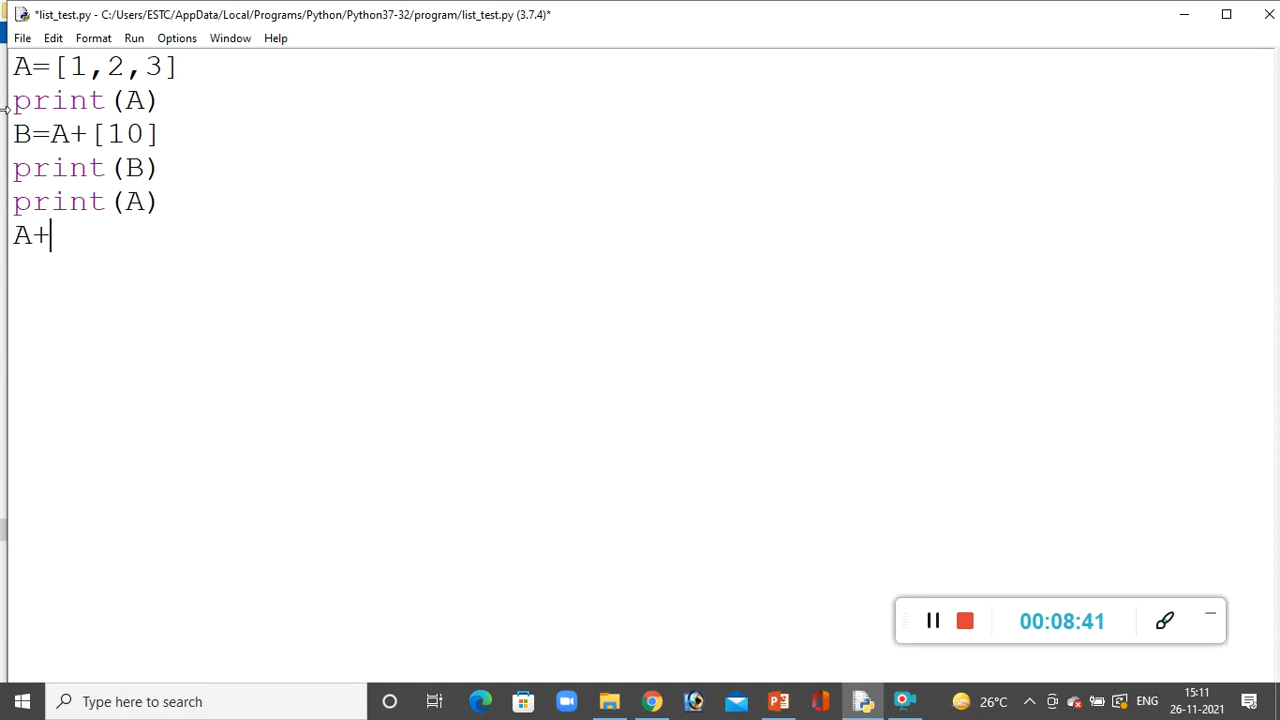 *list_test.py - C:/Users/ESTC/AppData/Local/Programs/Python/Python37-32/program/list_test.py (3.7.4)*
File Edit Format Run Options Window Help
A=[1,2,3]
print(A)
B=A+[10]
print(B)
print(A)
A+
00:08:41
Type here to search
26°C
ENG
15:11
26-11-2021